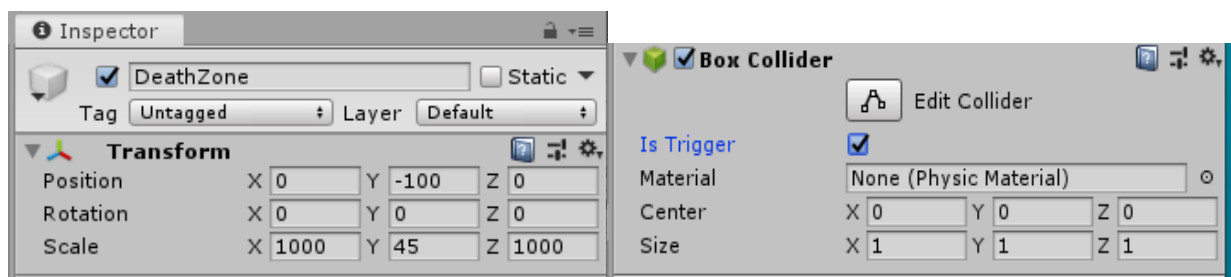 Inspector
DeathZone Static
Tag Untagged Layer Default
Transform
Position X 0 Y -100 Z 0
Rotation X 0 Y 0 Z 0
Scale X 1000 Y 45 Z 1000
Box Collider
Edit Collider
Is Trigger
Material None (Physic Material)
Center X 0 Y 0 Z 0
Size X 1 Y 1 Z 1